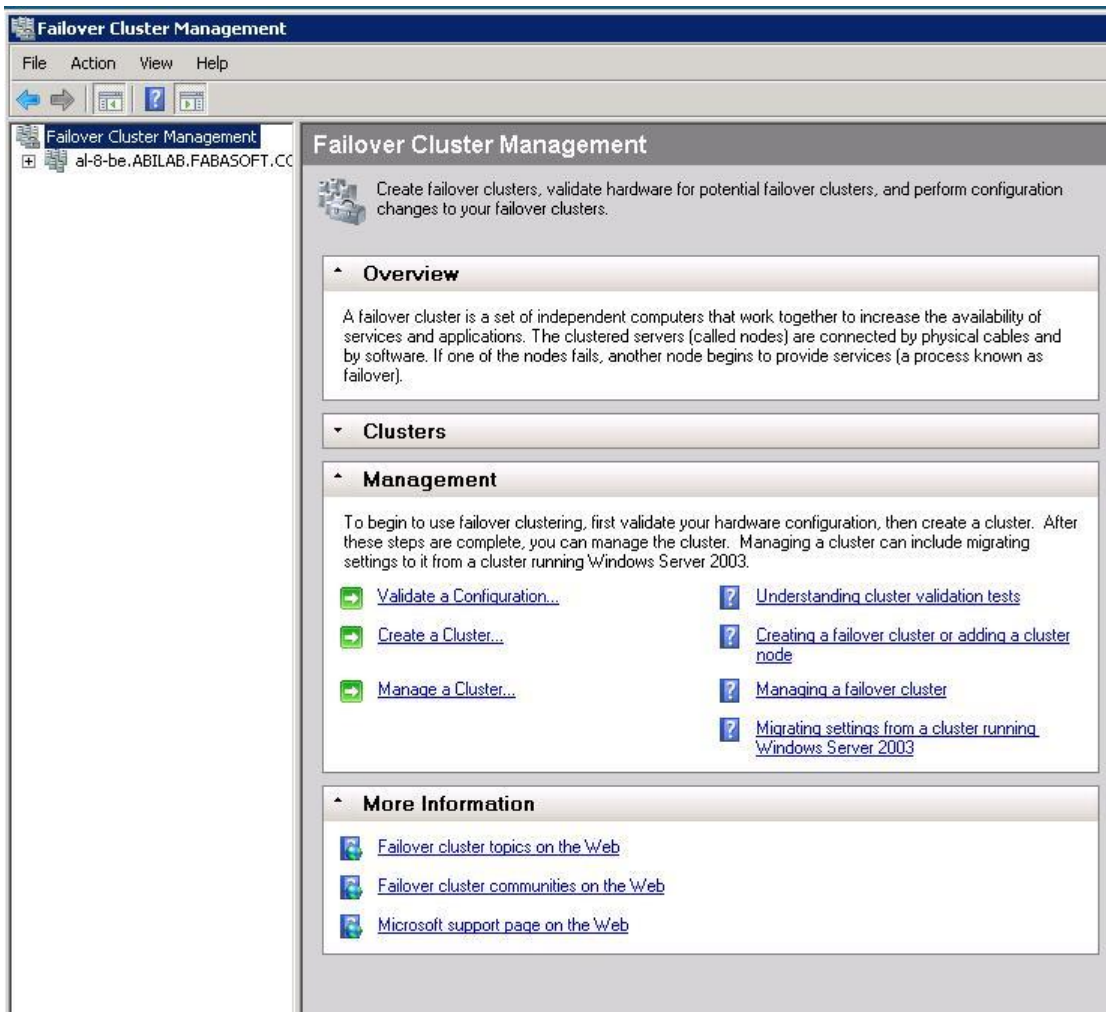 Failover Cluster Management
File Action View Help
Failover Cluster Management
al-8-be.ABILAB.FABASOFT.CC
Failover Cluster Management
Create failover clusters, validate hardware for potential failover clusters, and perform configuration
changes to your failover clusters.
Overview
A failover cluster is a set of independent computers that work together to increase the availability of
services and applications. The clustered servers (called nodes) are connected by physical cables and
by software. If one of the nodes fails, another node begins to provide services (a process known as
failover).
Clusters
Management
To begin to use failover clustering, first validate your hardware configuration, then create a cluster. After
these steps are complete, you can manage the cluster. Managing a cluster can include migrating
settings to it from a cluster running Windows Server 2003.
Validate a Configuration...
Understanding cluster validation tests
Create a Cluster...
Creating a failover cluster or adding a cluster
node
Manage a Cluster...
Managing a failover cluster
Migrating settings from a cluster running
Windows Server 2003
More Information
Failover cluster topics on the Web
Failover cluster communities on the Web
Microsoft support page on the Web